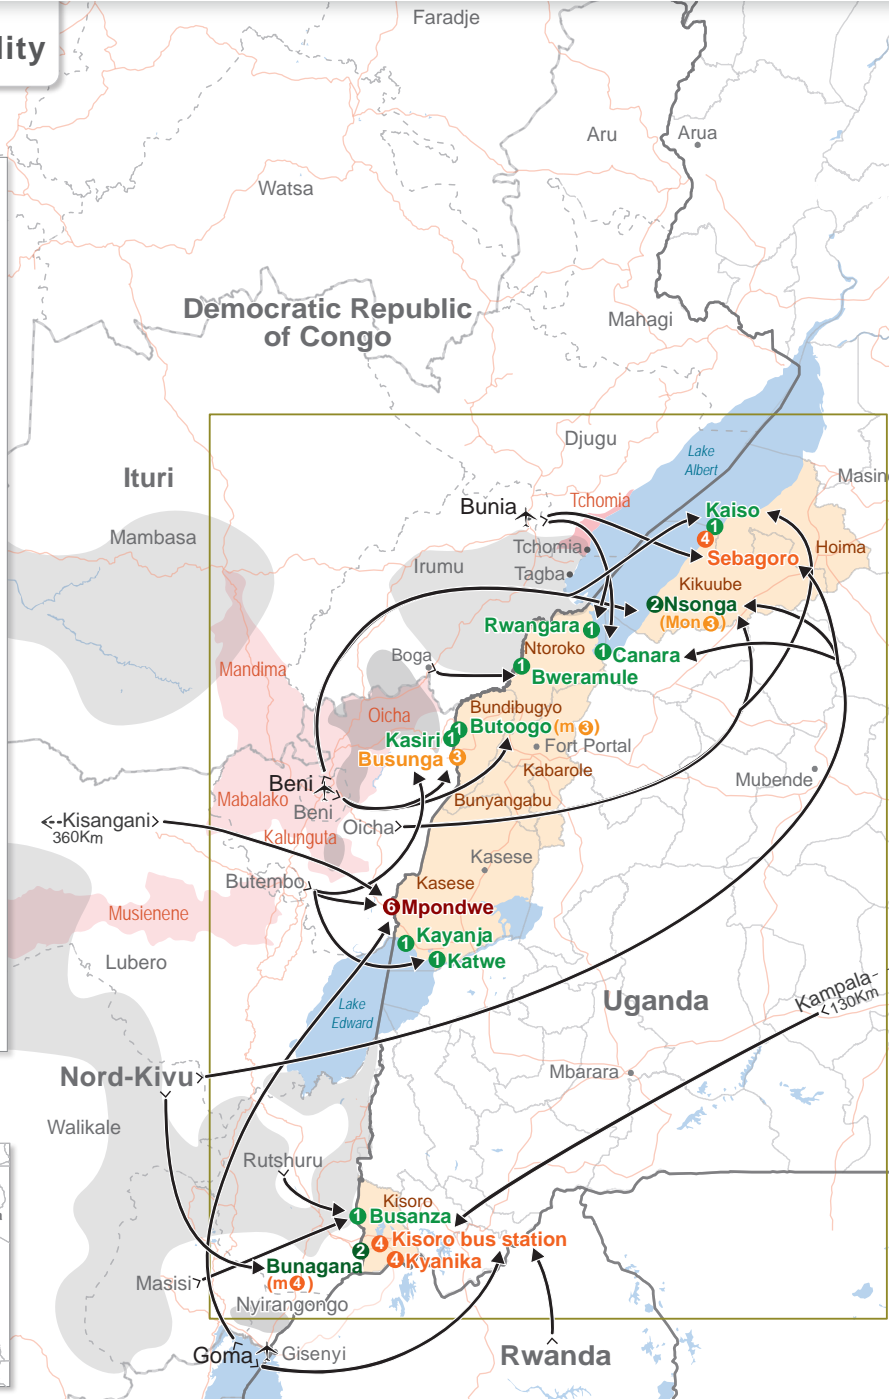 lity
Faradje
Aru
Arua
Watsa
Democratic Republic
of Congo
Mahagi
Djugu
Lake
Albert
Ituri
Masin
Tchomia
Bunia
Kaiso
1
4
Sebagoro
Hoima
Mambasa
Tchomia
Irumu
Tagba
Kikuube
2
Nsonga
(Mon 3)
Rwangara 1
Ntoroko
1 Canara
Boga
1
Bweramule
Mandima
Oicha
Bundibugyo
1 Butoogo (m 3)
Kasiri 1
Fort Portal
Busunga 3
Kabarole
Mubende
Beni
Mabalako
Beni
Bunyangabu
Kisangani
360Km
Oicha
Kalunguta
Kasese
Butembo
Kasese
6 Mpondwe
Musienene
1 Kayanja
1 Katwe
Lubero
Kampala
130Km
Lake
Edward
Uganda
Nord-Kivu
Mbarara
Walikale
Rutshuru
Kisoro
1 Busanza
4 Kisoro bus station
2
4 Kyanika
Bunagana
(m 4)
Masisi
Nyirangongo
Goma
Gisenyi
Rwanda